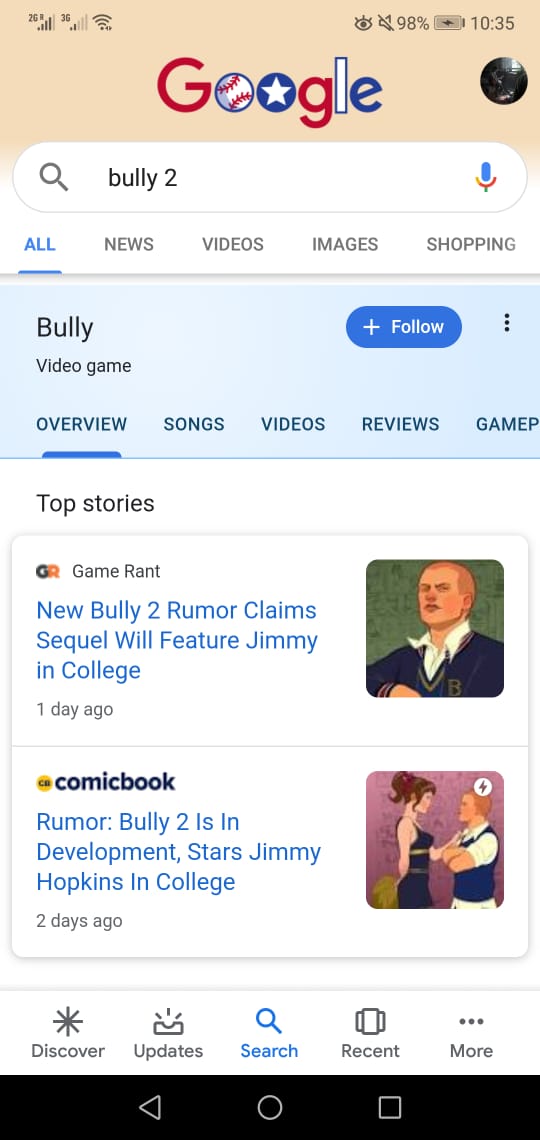 2G R 3G 98% 10:35
Google
bully 2
ALL NEWS VIDEOS IMAGES SHOPPING
Bully
+ Follow
Video game
OVERVIEW SONGS VIDEOS REVIEWS GAMEP
Top stories
GR Game Rant
New Bully 2 Rumor Claims
Sequel Will Feature Jimmy
in College
1 day ago
B
CB comicbook
Rumor: Bully 2 Is In
Development, Stars Jimmy
Hopkins In College
2 days ago
Discover Updates Search Recent More